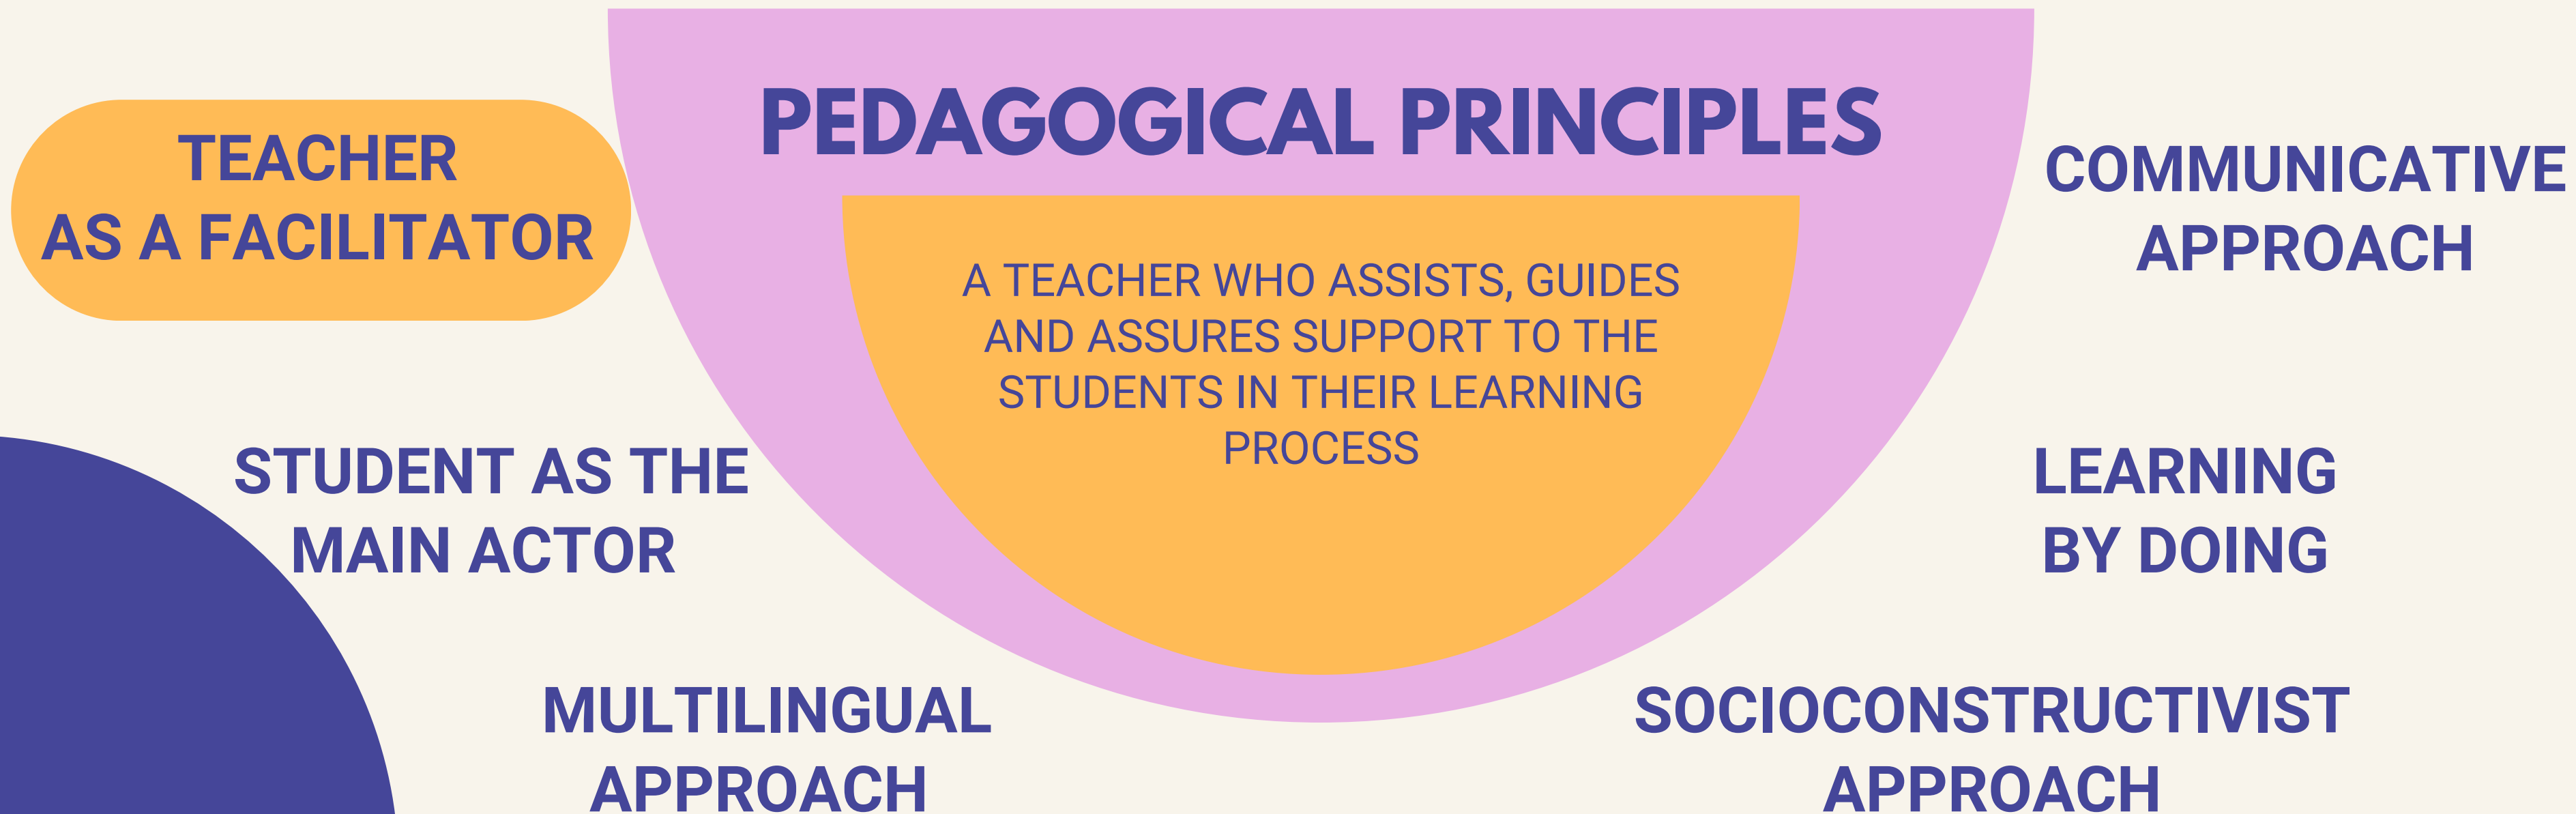 PEDAGOGICAL PRINCIPLES
TEACHER
AS A FACILITATOR
A TEACHER WHO ASSISTS, GUIDES
AND ASSURES SUPPORT TO THE
STUDENTS IN THEIR LEARNING
PROCESS
COMMUNICATIVE
APPROACH
STUDENT AS THE
MAIN ACTOR
LEARNING
BY DOING
MULTILINGUAL
APPROACH
SOCIOCONSTRUCTIVIST
APPROACH